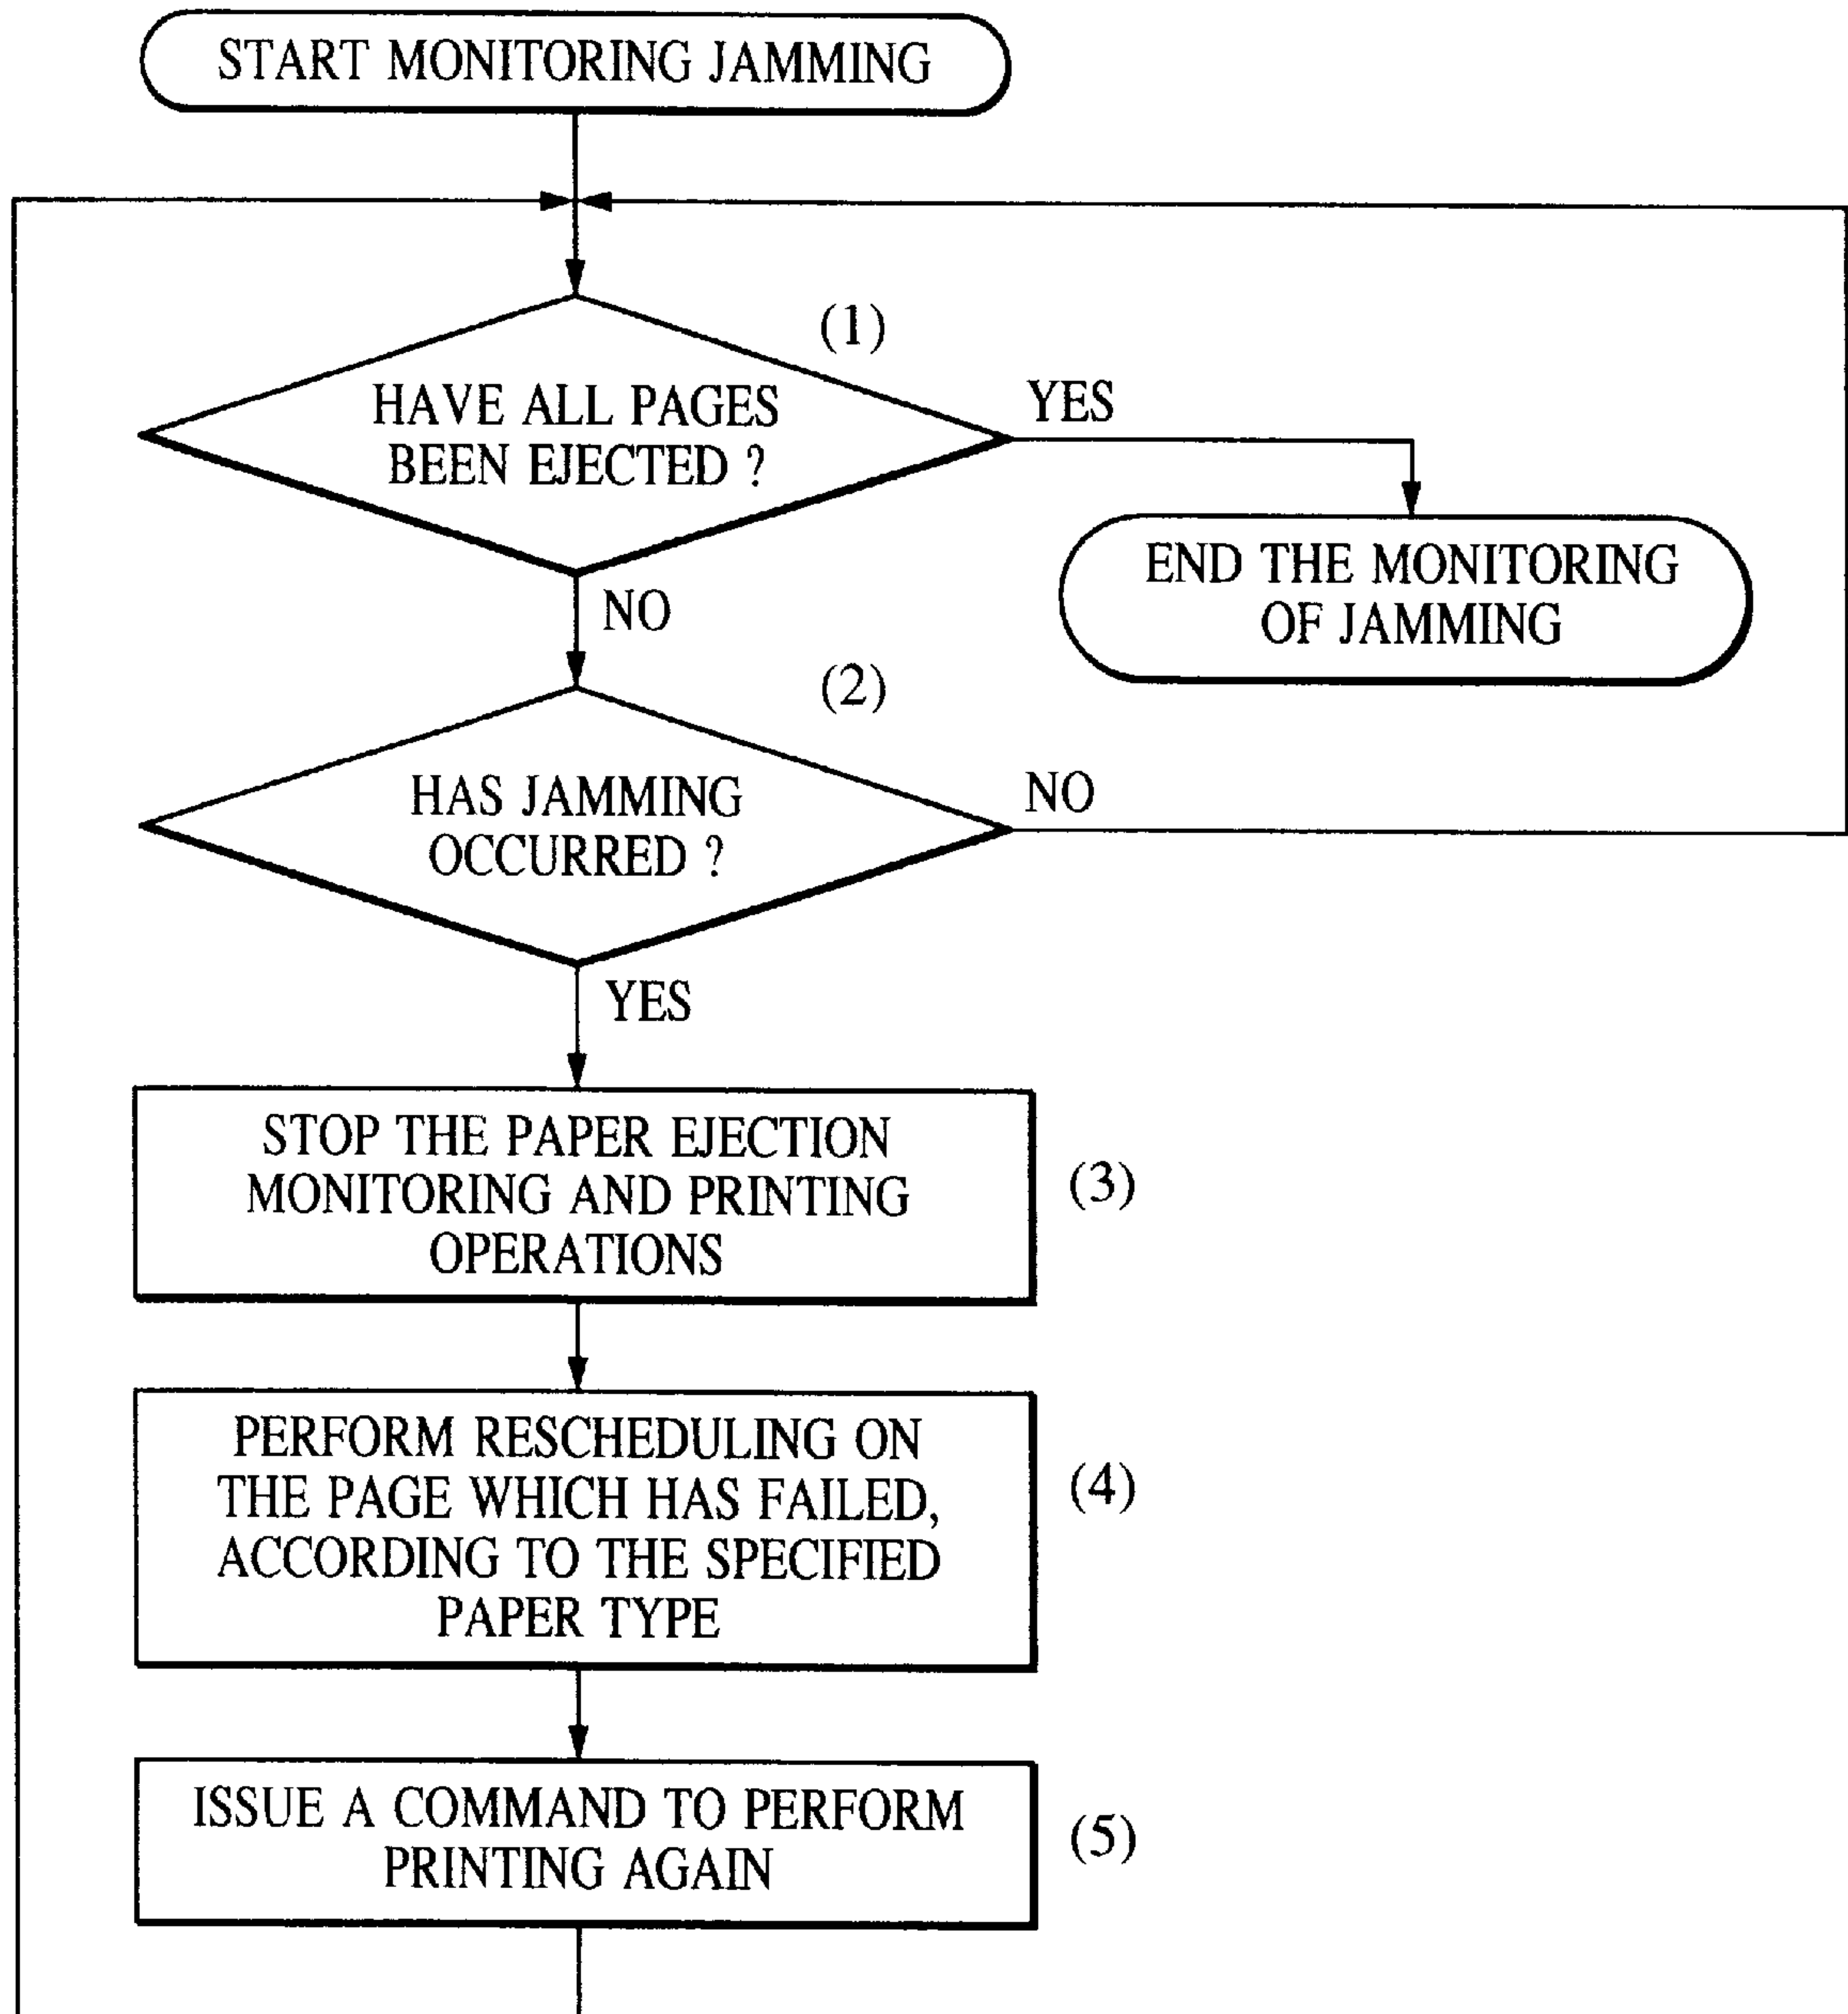 START MONITORING JAMMING
(1)
HAVE ALL PAGES
BEEN EJECTED ?
YES
END THE MONITORING
OF JAMMING
NO
(2)
HAS JAMMING
OCCURRED ?
NO
YES
STOP THE PAPER EJECTION
MONITORING AND PRINTING
OPERATIONS
(3)
PERFORM RESCHEDULING ON
THE PAGE WHICH HAS FAILED,
ACCORDING TO THE SPECIFIED
PAPER TYPE
(4)
ISSUE A COMMAND TO PERFORM
PRINTING AGAIN
(5)